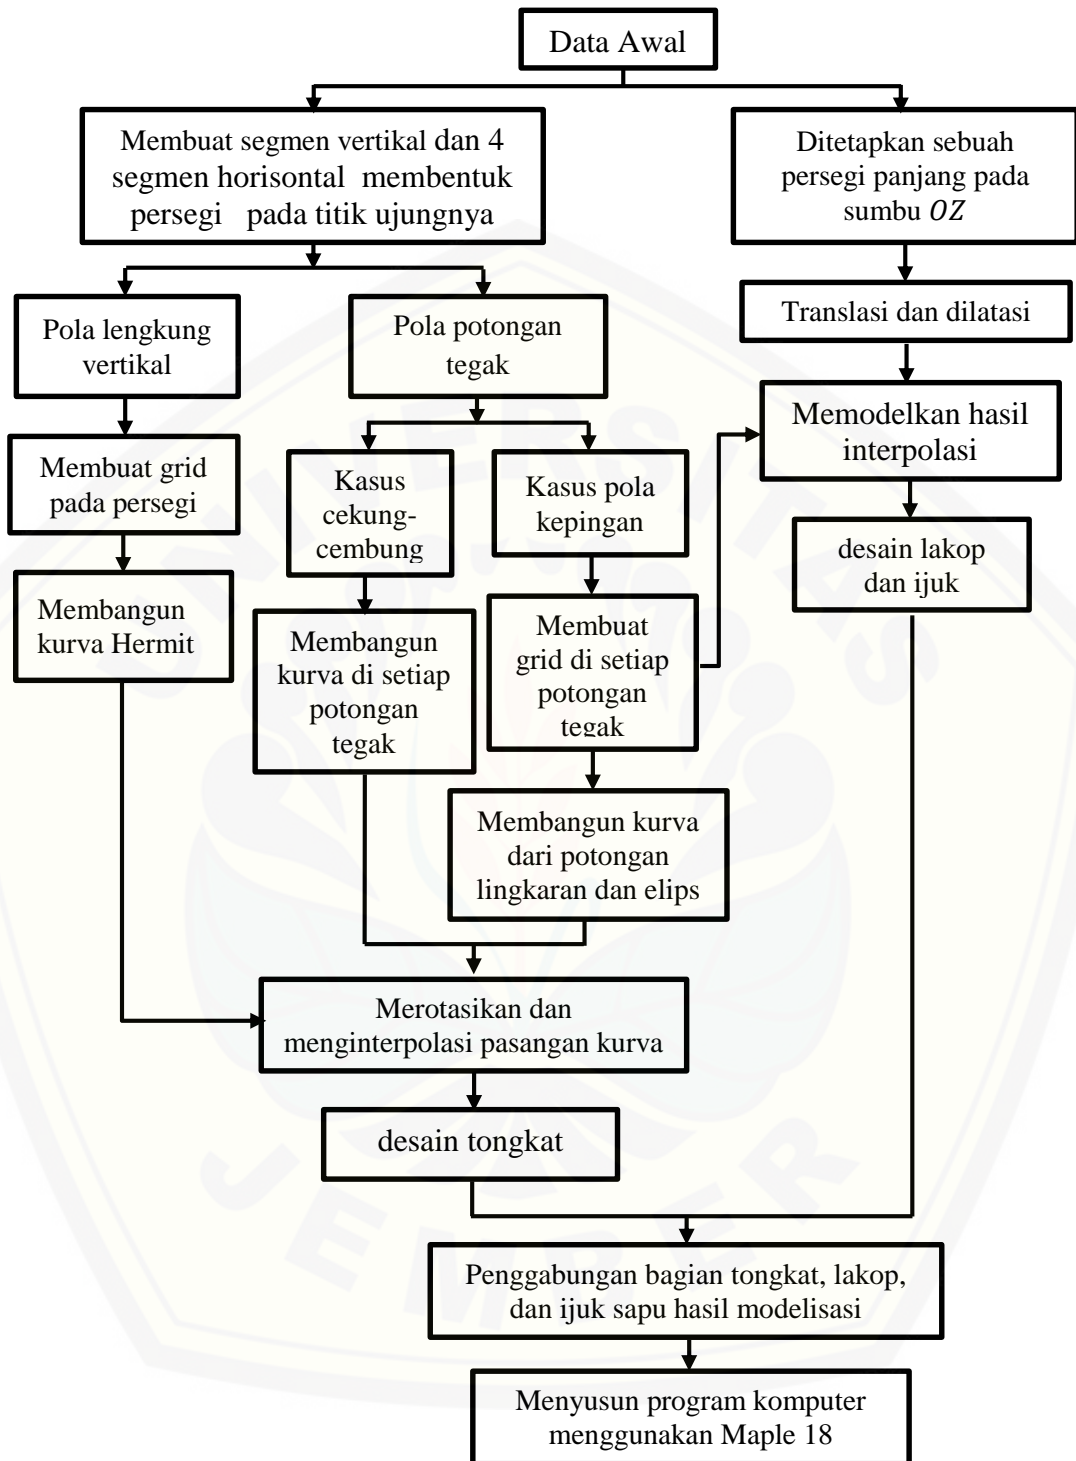 Data Awal
Membuat segmen vertikal dan 4
segmen horisontal membentuk
persegi pada titik ujungnya
Ditetapkan sebuah
persegi panjang pada
sumbu OZ
Pola lengkung
vertikal
Pola potongan
tegak
Translasi dan dilatasi
Membuat grid
pada persegi
Kasus
cekung-
cembung
Kasus pola
kepingan
Memodelkan hasil
interpolasi
desain lakop
dan ijuk
Membangun
kurva Hermit
Membangun
kurva di setiap
potongan
tegak
Membuat
grid di setiap
potongan
tegak
Membangun kurva
dari potongan
lingkaran dan elips
Merotasikan dan
menginterpolasi pasangan kurva
desain tongkat
Penggabungan bagian tongkat, lakop,
dan ijuk sapu hasil modelisasi
Menyusun program komputer
menggunakan Maple 18
UNIVERSITAS
JEMBER